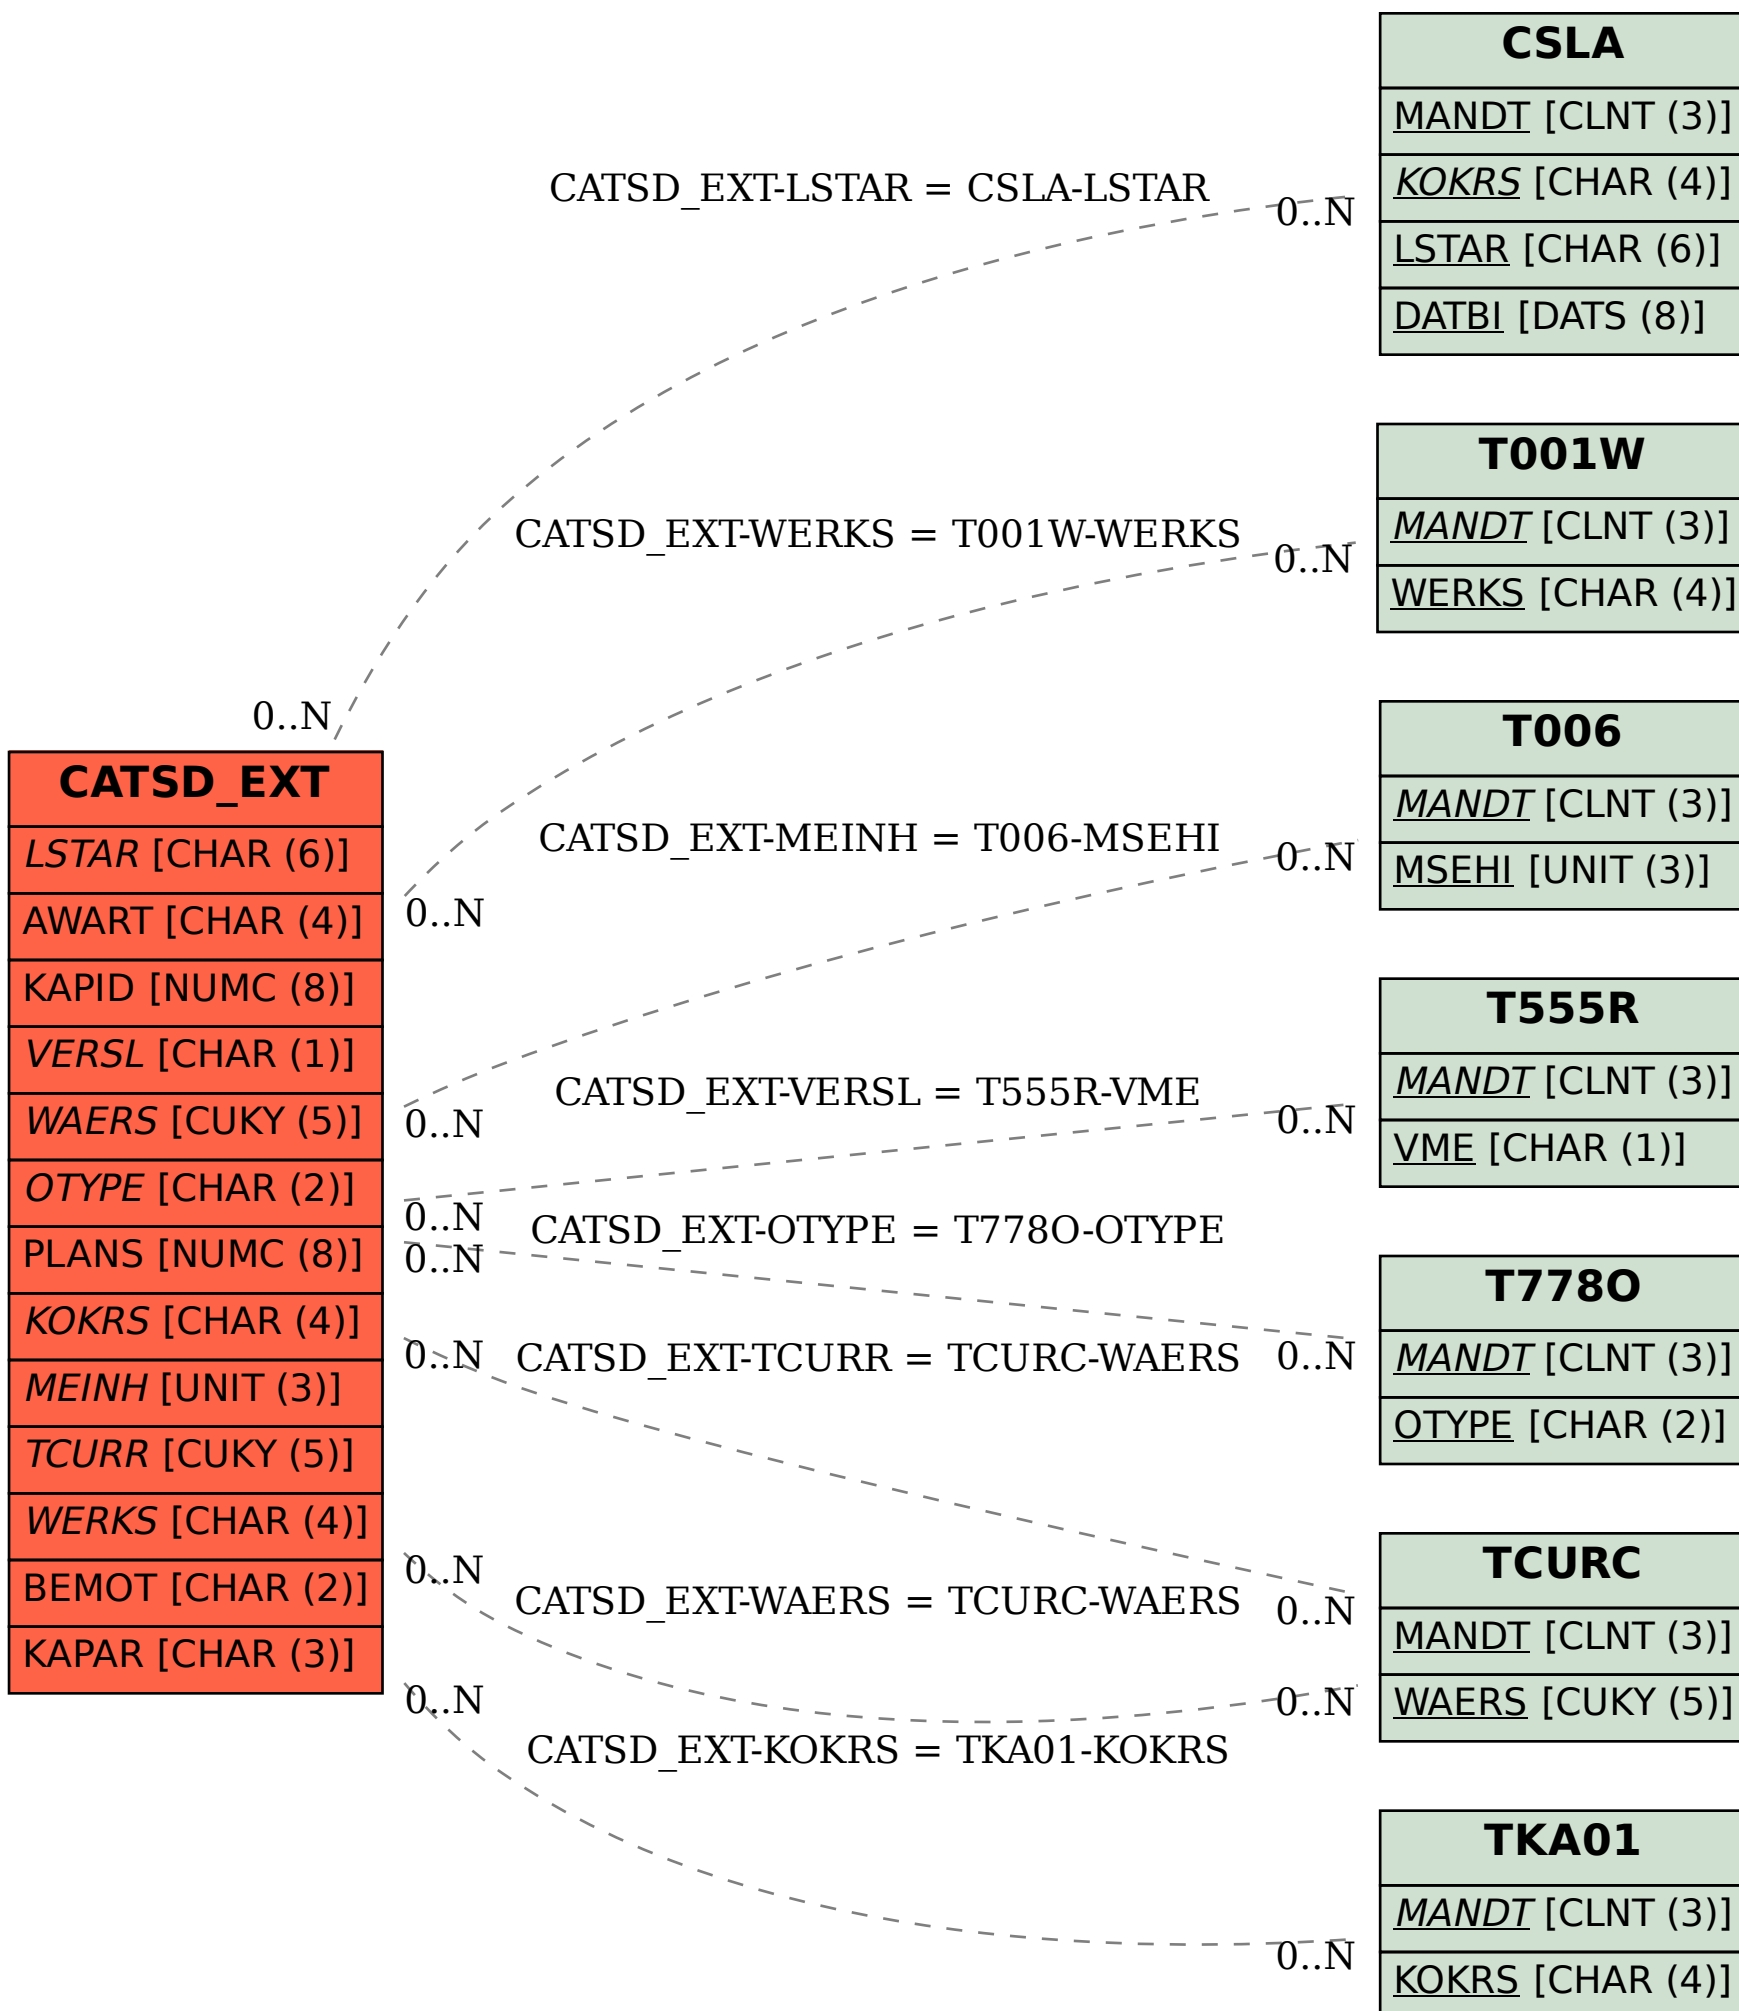 CSLA
MANDT [CLNT (3)]
KOKRS [CHAR (4)]
LSTAR [CHAR (6)]
DATBI [DATS (8)]
CATSD_EXT-LSTAR = CSLA-LSTAR
0..N
0..N
T001W
MANDT [CLNT (3)]
WERKS [CHAR (4)]
CATSD_EXT-WERKS = T001W-WERKS
0..N
0..N
T006
MANDT [CLNT (3)]
MSEHI [UNIT (3)]
CATSD_EXT-MEINH = T006-MSEHI
0..N
0..N
CATSD_EXT
LSTAR [CHAR (6)]
AWART [CHAR (4)]
KAPID [NUMC (8)]
VERSL [CHAR (1)]
WAERS [CUKY (5)]
OTYPE [CHAR (2)]
PLANS [NUMC (8)]
KOKRS [CHAR (4)]
MEINH [UNIT (3)]
TCURR [CUKY (5)]
WERKS [CHAR (4)]
BEMOT [CHAR (2)]
KAPAR [CHAR (3)]
T555R
MANDT [CLNT (3)]
VME [CHAR (1)]
CATSD_EXT-VERSL = T555R-VME
0..N
0..N
CATSD_EXT-OTYPE = T778O-OTYPE
0..N
0..N
T778O
MANDT [CLNT (3)]
OTYPE [CHAR (2)]
CATSD_EXT-TCURR = TCURC-WAERS
0..N
0..N
TCURC
MANDT [CLNT (3)]
WAERS [CUKY (5)]
CATSD_EXT-WAERS = TCURC-WAERS
0..N
0..N
CATSD_EXT-KOKRS = TKA01-KOKRS
0..N
0..N
TKA01
MANDT [CLNT (3)]
KOKRS [CHAR (4)]